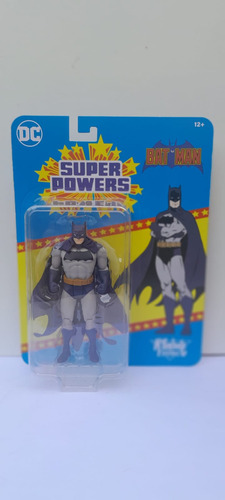 DC
12+
SUPER
POWERS
BATMAN